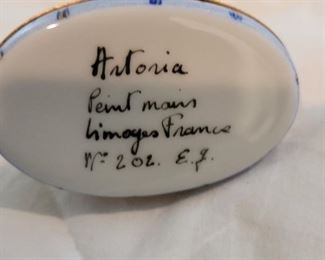 Artoria
Peint main
Limoges France
Nº 202. E.G.